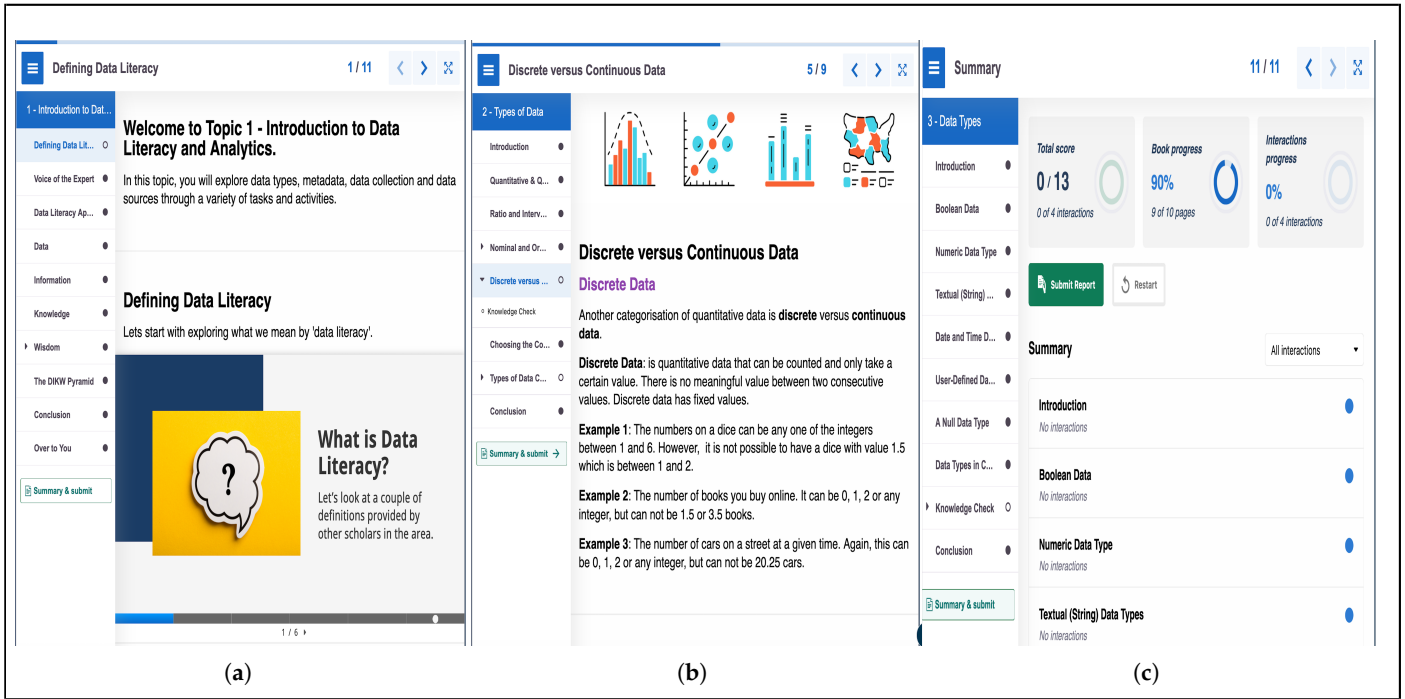 Defining Data Literacy
1 / 11
1 - Introduction to Dat...
Defining Data Lit...
Voice of the Expert
Data Literacy Ap...
Data
Information
Knowledge
Wisdom
The DIKW Pyramid
Conclusion
Over to You
Summary & submit
Welcome to Topic 1 - Introduction to Data
Literacy and Analytics.
In this topic, you will explore data types, metadata, data collection and data
sources through a variety of tasks and activities.
Defining Data Literacy
Lets start with exploring what we mean by 'data literacy'.
?
What is Data
Literacy?
Let's look at a couple of
definitions provided by
other scholars in the area.
1 / 6
(a)
Discrete versus Continuous Data
5 / 9
2 - Types of Data
Introduction
Quantitative & Q...
Ratio and Interv...
Nominal and Or...
Discrete versus ...
Knowledge Check
Choosing the Co...
Types of Data C...
Conclusion
Summary & submit
Discrete versus Continuous Data
Discrete Data
Another categorisation of quantitative data is discrete versus continuous
data.
Discrete Data: is quantitative data that can be counted and only take a
certain value. There is no meaningful value between two consecutive
values. Discrete data has fixed values.
Example 1: The numbers on a dice can be any one of the integers
between 1 and 6. However, it is not possible to have a dice with value 1.5
which is between 1 and 2.
Example 2: The number of books you buy online. It can be 0, 1, 2 or any
integer, but can not be 1.5 or 3.5 books.
Example 3: The number of cars on a street at a given time. Again, this can
be 0, 1, 2 or any integer, but can not be 20.25 cars.
(b)
Summary
11 / 11
3 - Data Types
Introduction
Boolean Data
Numeric Data Type
Textual (String) ...
Date and Time D...
User-Defined Da...
A Null Data Type
Data Types in C...
Knowledge Check
Conclusion
Summary & submit
Total score
0 / 13
0 of 4 interactions
Book progress
90%
9 of 10 pages
Interactions
progress
0%
0 of 4 interactions
Submit Report
Restart
Summary
All interactions
Introduction
No interactions
Boolean Data
No interactions
Numeric Data Type
No interactions
Textual (String) Data Types
No interactions
(c)